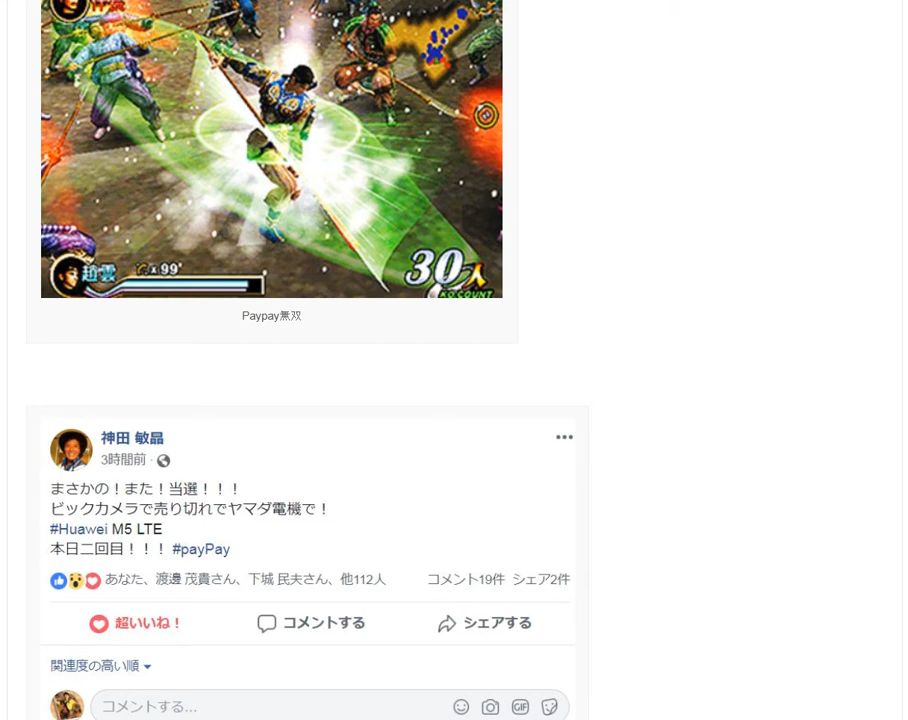 趙雲 x99
30人
K.O.COUNT
Paypay無双
神田 敏晶
3時間前 ·
まさかの！また！当選！！！
ビックカメラで売り切れでヤマダ電機で！
#Huawei M5 LTE
本日二回目！！！ #payPay
あなた、渡邉 茂貴さん、下城 民夫さん、他112人 コメント19件 シェア2件
超いいね！ コメントする シェアする
関連度の高い順
コメントする... GIF